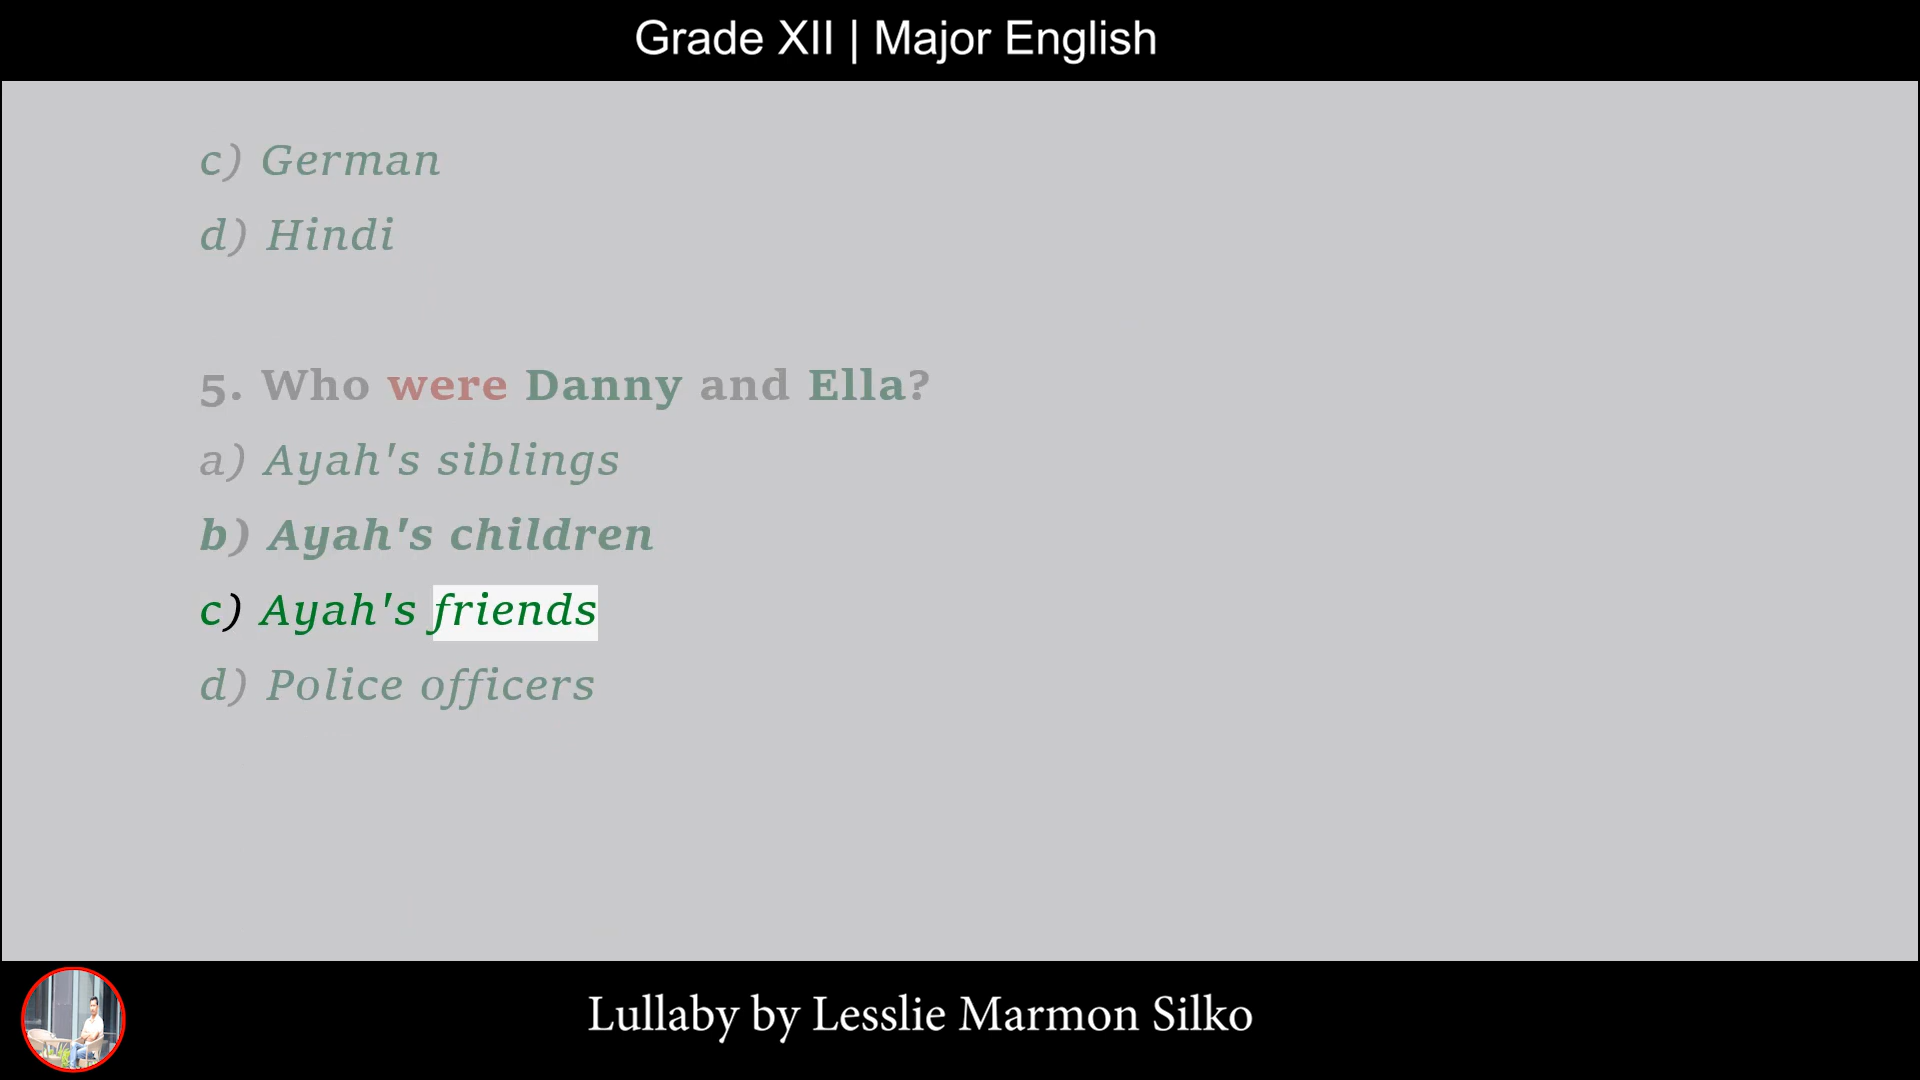 Grade XII | Major English
c) German
d) Hindi
5. Who were Danny and Ella?
a) Ayah's siblings
b) Ayah's children
c) Ayah's friends
d) Police officers
Lullaby by Lesslie Marmon Silko